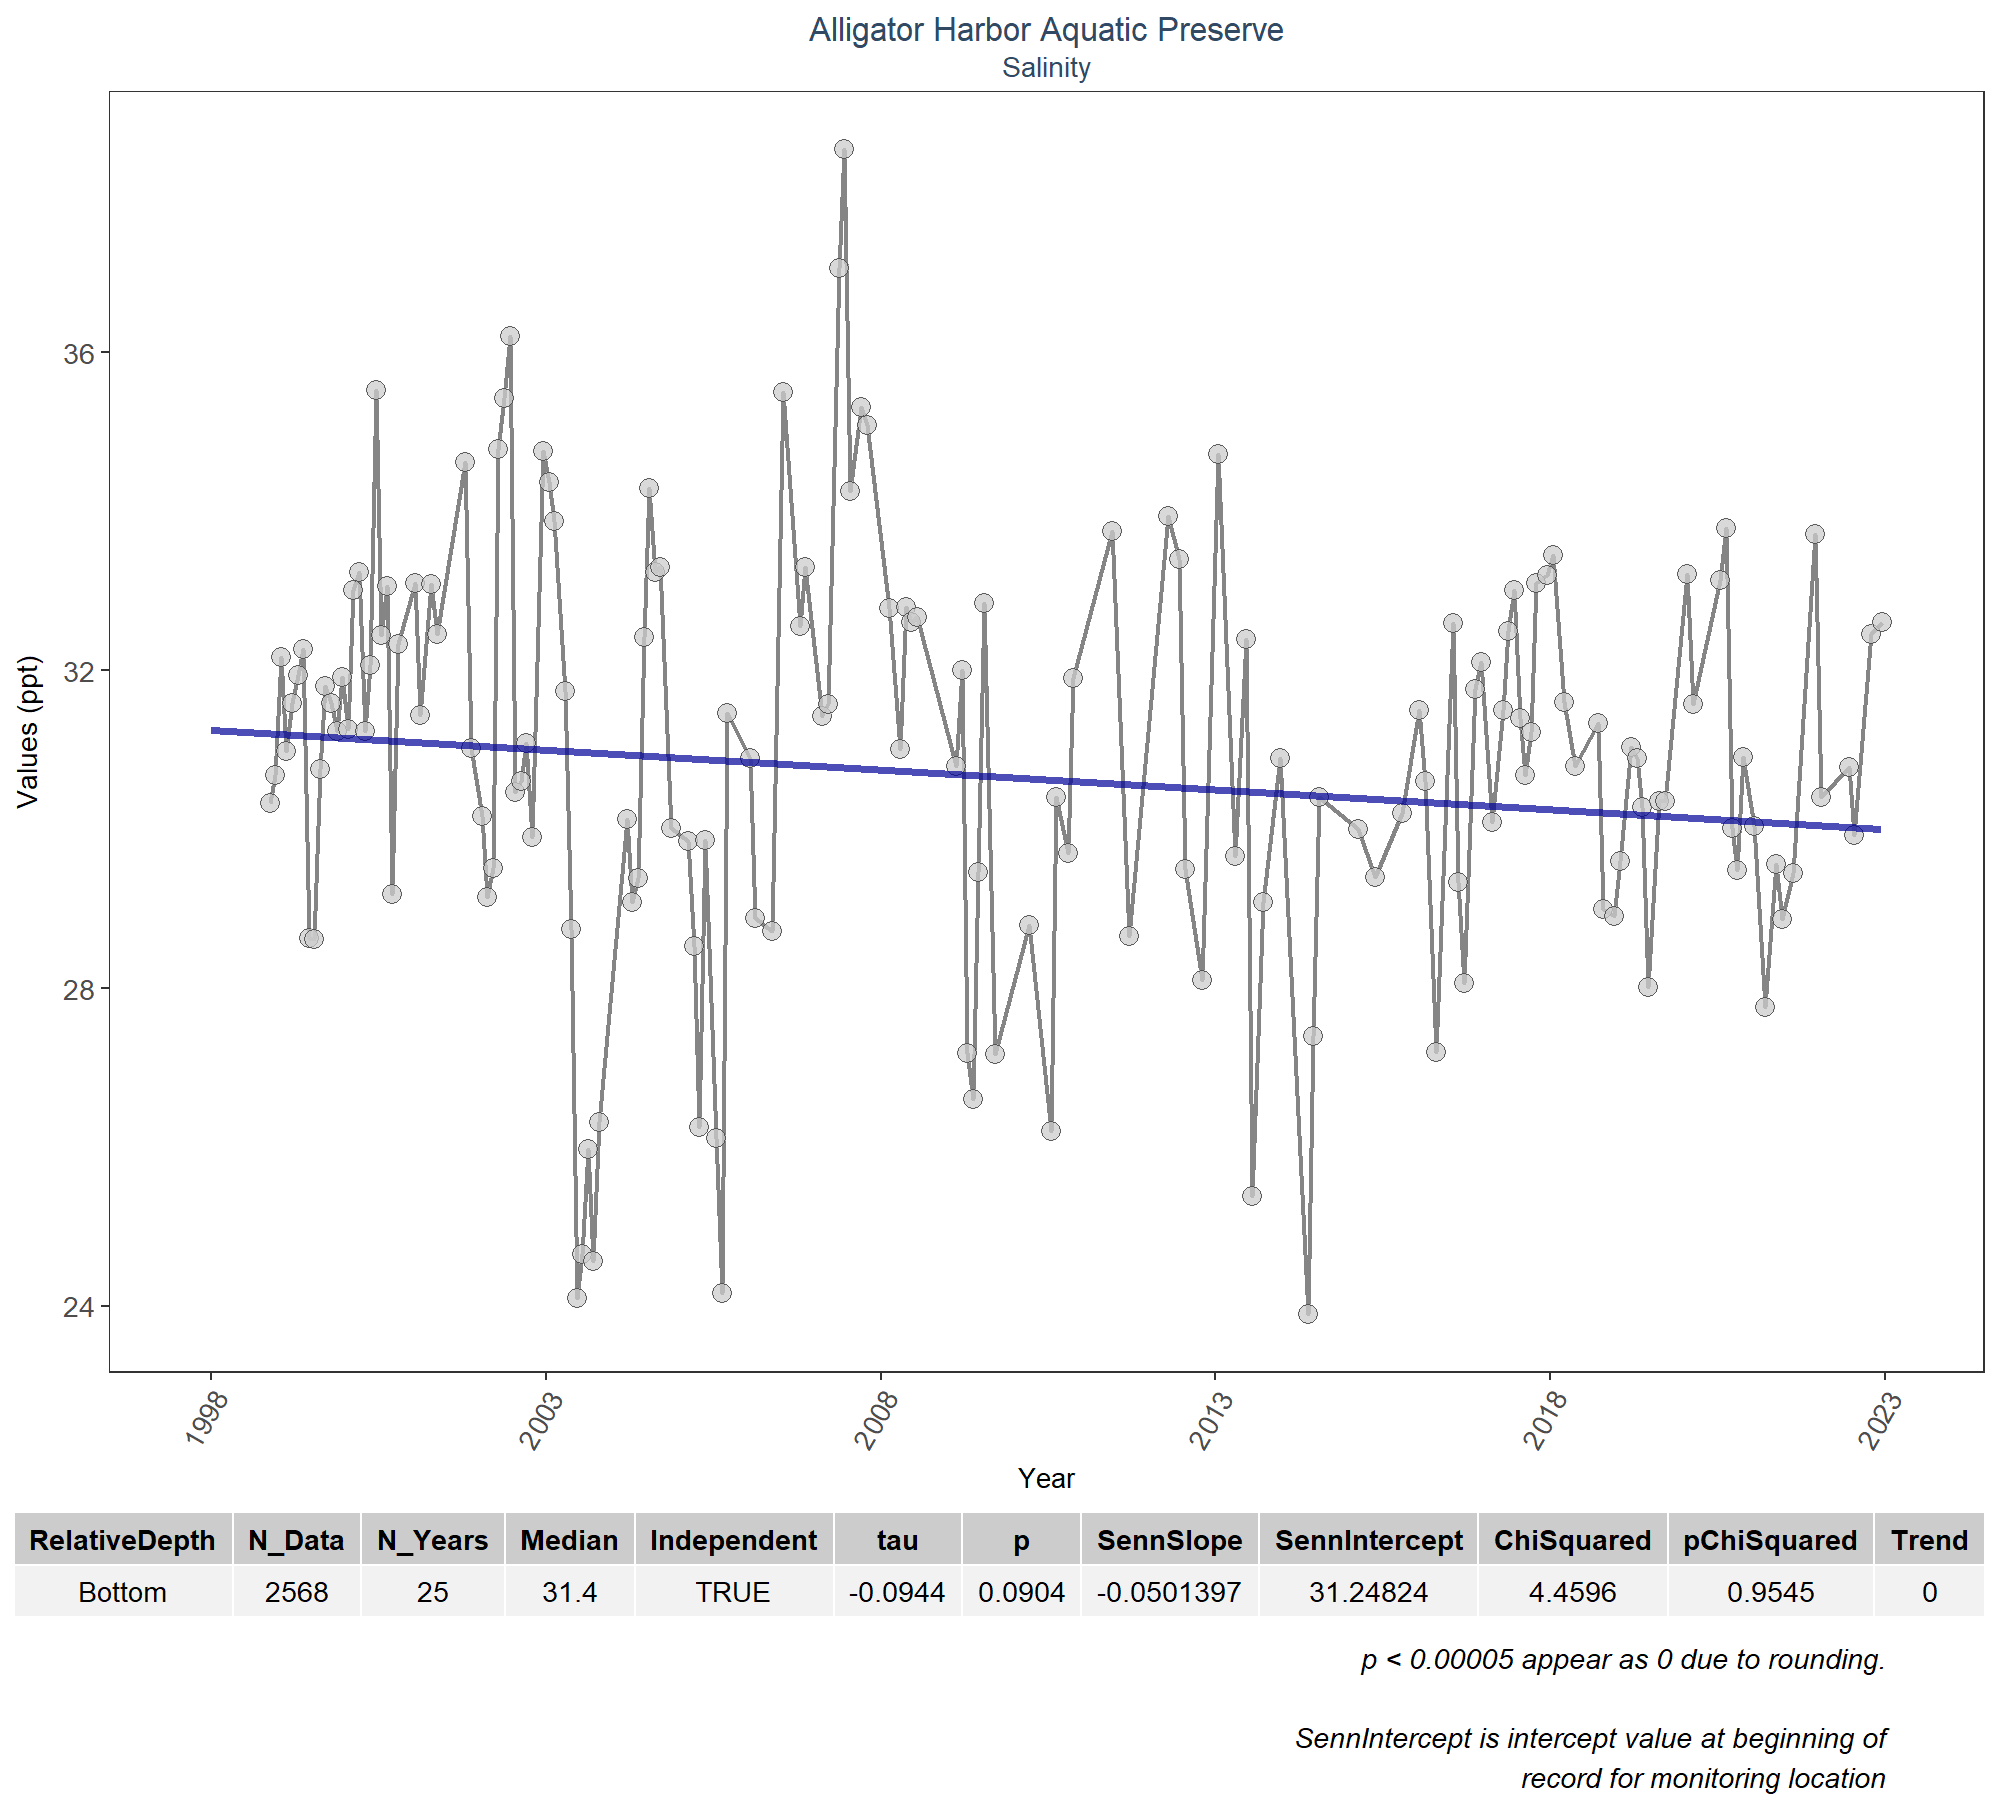 Alligator Harbor Aquatic Preserve
Salinity
Values (ppt)
36
32
28
24
1998 2003 2008 2013 2018 2023
Year
RelativeDepth N_Data N_Years Median Independent tau p SennSlope SennIntercept ChiSquared pChiSquared Trend
Bottom 2568 25 31.4 TRUE -0.0944 0.0904 -0.0501397 31.24824 4.4596 0.9545 0
p < 0.00005 appear as 0 due to rounding.
SennIntercept is intercept value at beginning of
record for monitoring location